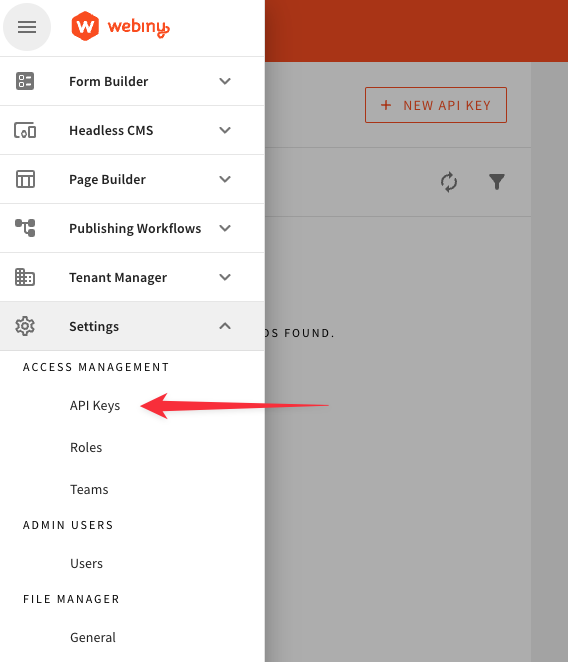 webiny
Form Builder
Headless CMS
Page Builder
Publishing Workflows
Tenant Manager
Settings
ACCESS MANAGEMENT
API Keys
Roles
Teams
ADMIN USERS
Users
FILE MANAGER
General
+ NEW API KEY
DS FOUND.